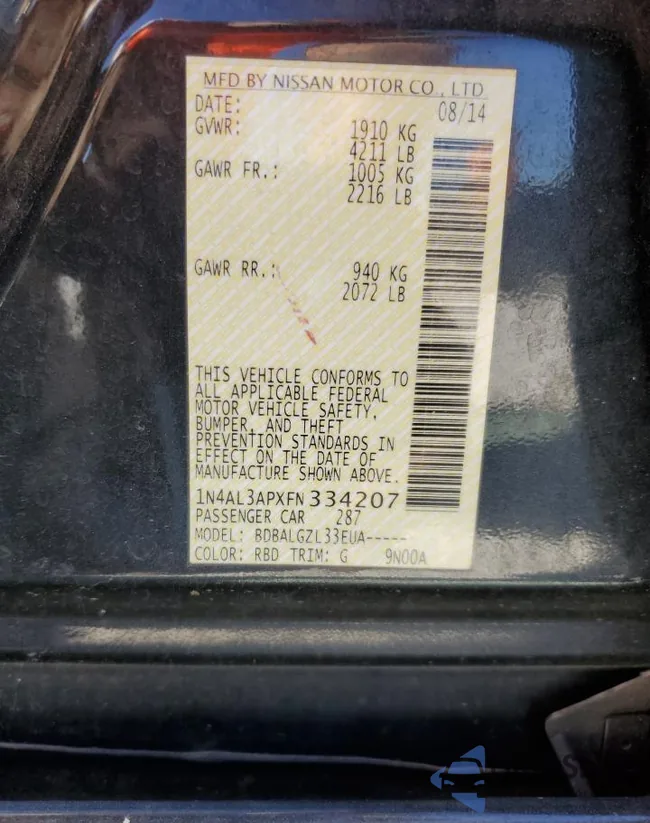 MFD BY NISSAN MOTOR CO., LTD
DATE: 08/14
GVWR: 1910 KG
4211 LB
GAWR FR.: 1005 KG
2216 LB
GAWR RR.: 940 KG
2072 LB
THIS VEHICLE CONFORMS TO
ALL APPLICABLE FEDERAL
MOTOR VEHICLE SAFETY,
BUMPER, AND THEFT
PREVENTION STANDARDS IN
EFFECT ON THE DATE OF
MANUFACTURE SHOWN ABOVE.
1N4AL3APXFN334207
PASSENGER CAR 287
MODEL: BDBALGZL33EUA-----
COLOR: RBD TRIM: G 9N00A